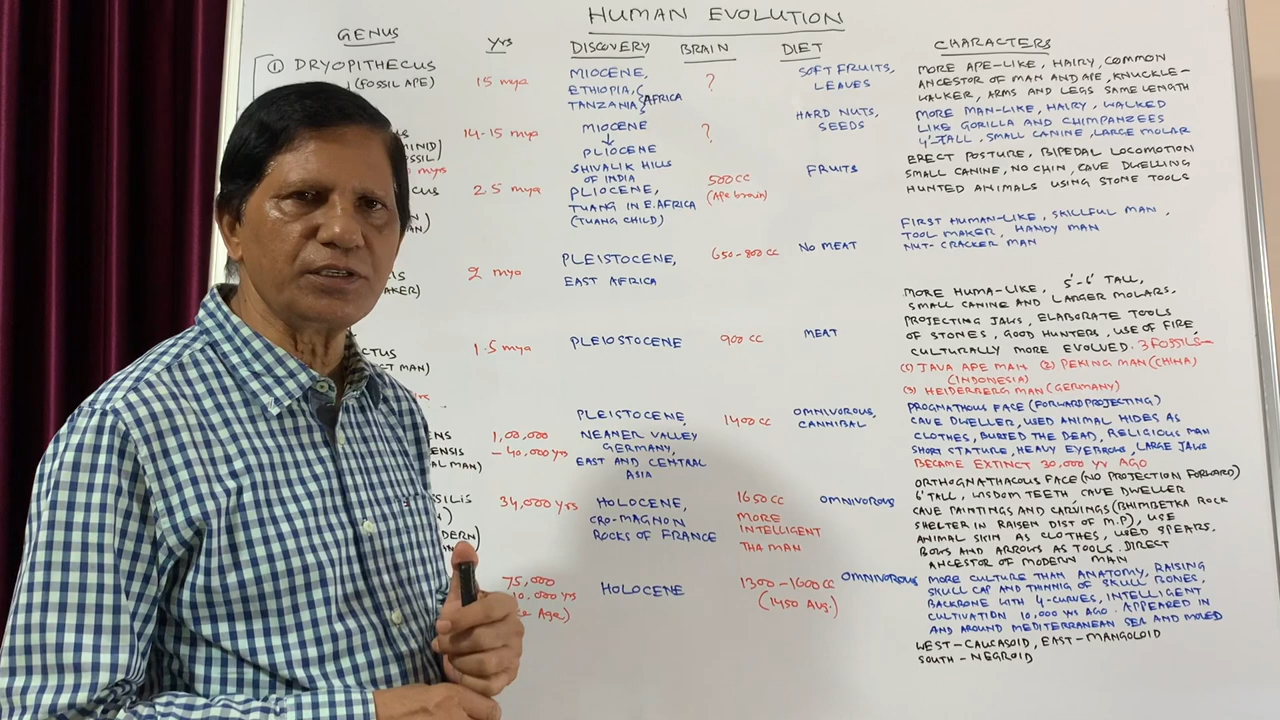 HUMAN EVOLUTION
GENUS
yrs
DISCOVERY
BRAIN
DIET
CHARACTERS
① DRYOPITHECUS
(FOSSIL APE)
15 mya
MIOCENE,
ETHIOPIA,
TANZANIA
AFRICA
?
SOFT FRUITS,
LEAVES
MORE APE-LIKE, HAIRY, COMMON
ANCESTOR OF MAN AND APE, KNUCKLE-
WALKER, ARMS AND LEGS SAME LENGTH
14-15 mya
MIOCENE
↓
PLIOCENE
SHIVALIK HILLS
OF INDIA
?
HARD NUTS,
SEEDS
MORE MAN-LIKE, HAIRY, WALKED
LIKE GORILLA AND CHIMPANZEES
4' TALL, SMALL CANINE, LARGE MOLAR
2.5 mya
PLIOCENE,
TUANG IN E.AFRICA
(TUANG CHILD)
500CC
(Ape brain)
FRUITS
ERECT POSTURE, BIPEDAL LOCOMOTION
SMALL CANINE, NO CHIN, CAVE DWELLING
HUNTED ANIMALS USING STONE TOOLS
2 mya
PLEISTOCENE,
EAST AFRICA
650-800 CC
NO MEAT
FIRST HUMAN-LIKE, SKILLFUL MAN,
TOOL MAKER, HANDY MAN
NUT-CRACKER MAN
1.5 mya
PLEIOSTOCENE
900 CC
MEAT
MORE HUMA-LIKE, 5'-6' TALL,
SMALL CANINE AND LARGER MOLARS,
PROJECTING JAWS, ELABORATE TOOLS
OF STONES, GOOD HUNTERS, USE OF FIRE,
CULTURALLY MORE EVOLVED. 3 FOSSILS
(1) JAVA APE MAN (2) PEKING MAN (CHINA)
(INDONESIA)
(3) HEIDERBERG MAN (GERMANY)
1,00,000
- 40,000 yrs
PLEISTOCENE,
NEANER VALLEY
GERMANY,
EAST AND CENTRAL
ASIA
1400 CC
OMNIVOROUS,
CANNIBAL
PROGNATHOUS FACE (FORWARD PROJECTING)
CAVE DWELLER, USED ANIMAL HIDES AS
CLOTHES, BURIED THE DEAD, RELIGIOUS MAN
SHORT STATURE, HEAVY EYEBROWS, LARGE JAWS
BECAME EXTINCT 30,000 yr AGO
34,000 yrs
HOLOCENE,
CRO-MAGNON
ROCKS OF FRANCE
1650 CC
MORE
INTELLIGENT
THA MAN
OMNIVOROUS
ORTHOGNATHACOUS FACE (NO PROJECTION FORWARD)
6' TALL, WISDOM TEETH, CAVE DWELLER
CAVE PAINTINGS AND CARVINGS (BHIMBETKA ROCK
SHELTER IN RAISEN DIST OF M.P), USE
ANIMAL SKIN AS CLOTHES, USED SPEARS,
BOWS AND ARROWS AS TOOLS. DIRECT
ANCESTOR OF MODERN MAN
75,000
10.000 yrs
Age)
HOLOCENE
1300-1600CC
(1450 Avg.)
OMNIVOROUS
MORE CULTURE THAN ANATOMY, RAISING
SKULL CAP AND THINNIG OF SKULL BONES,
BACKBONE WITH 4-CURVES, INTELLIGENT
CULTIVATION 10,000 yrs AGO. APPEARED IN
AND AROUND MEDITERRANEAN SEA AND MOVED
WEST-CAUCASOID, EAST-MANGOLOID
SOUTH-NEGROID